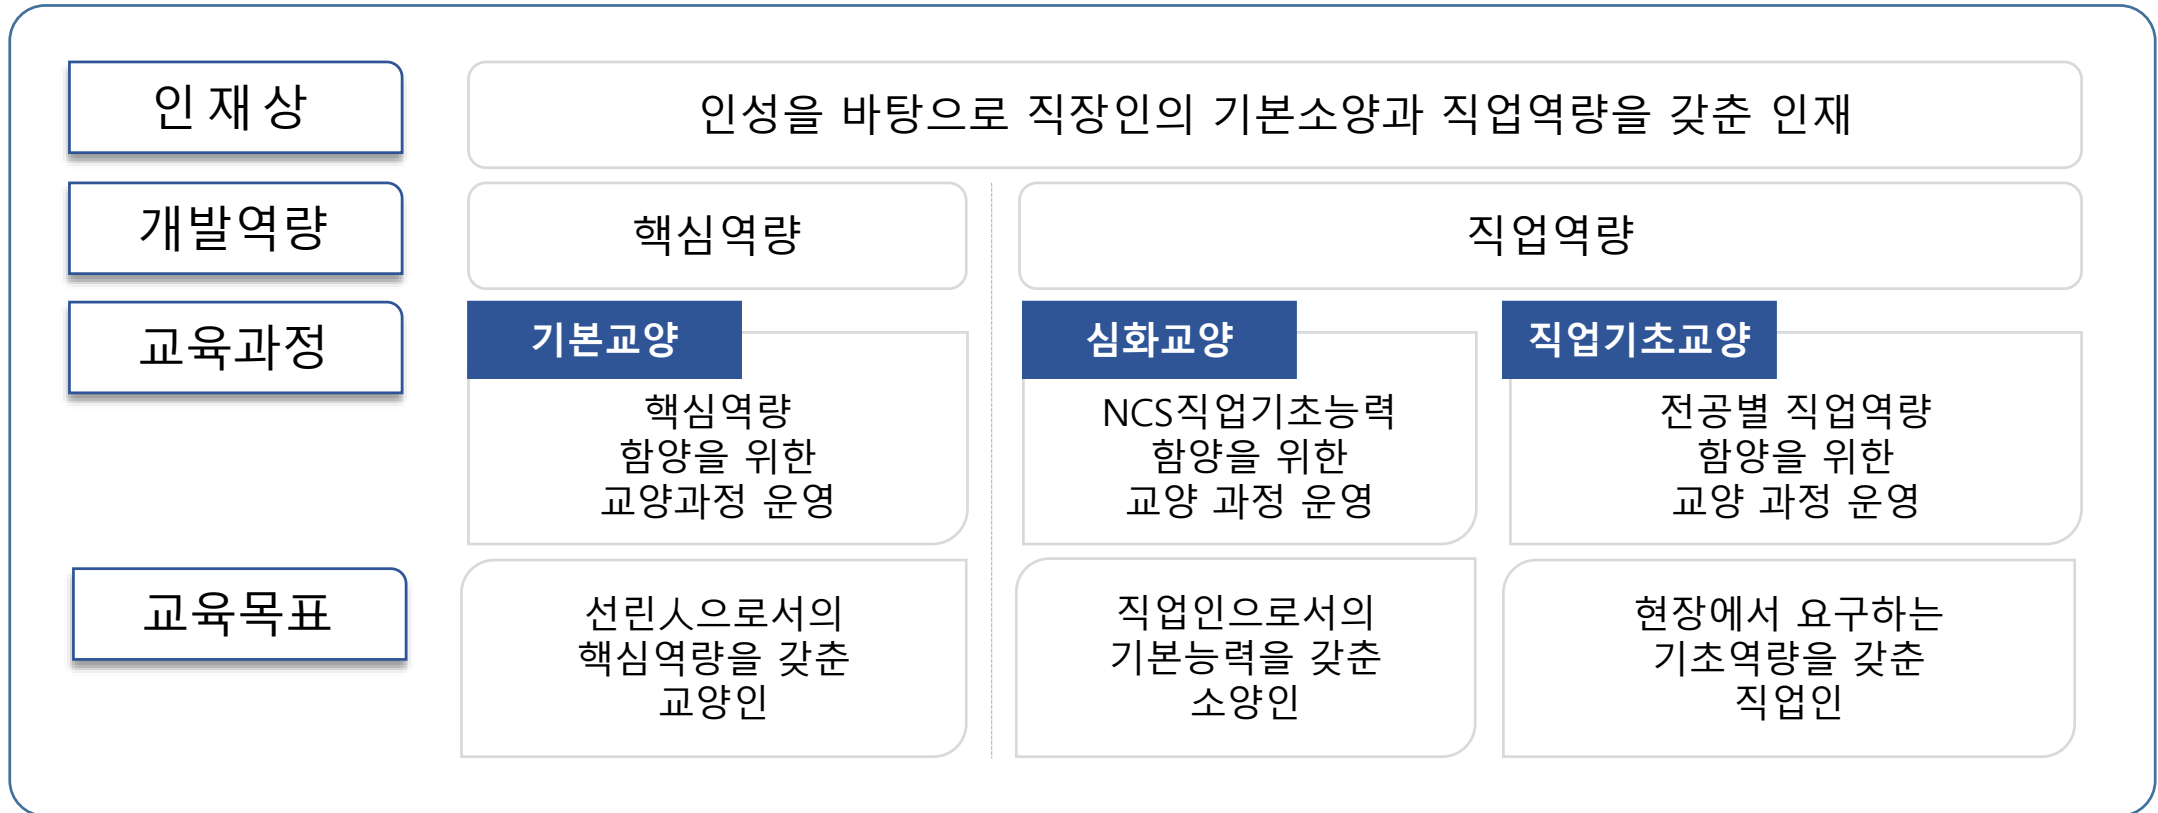 인 재 상
인성을 바탕으로 직장인의 기본소양과 직업역량을 갖춘 인재
개발역량
핵심역량
직업역량
교육과정
기본교양
핵심역량
함양을 위한
교양과정 운영
심화교양
NCS직업기초능력
함양을 위한
교양 과정 운영
직업기초교양
전공별 직업역량
함양을 위한
교양 과정 운영
교육목표
선린人으로서의
핵심역량을 갖춘
교양인
직업인으로서의
기본능력을 갖춘
소양인
현장에서 요구하는
기초역량을 갖춘
직업인